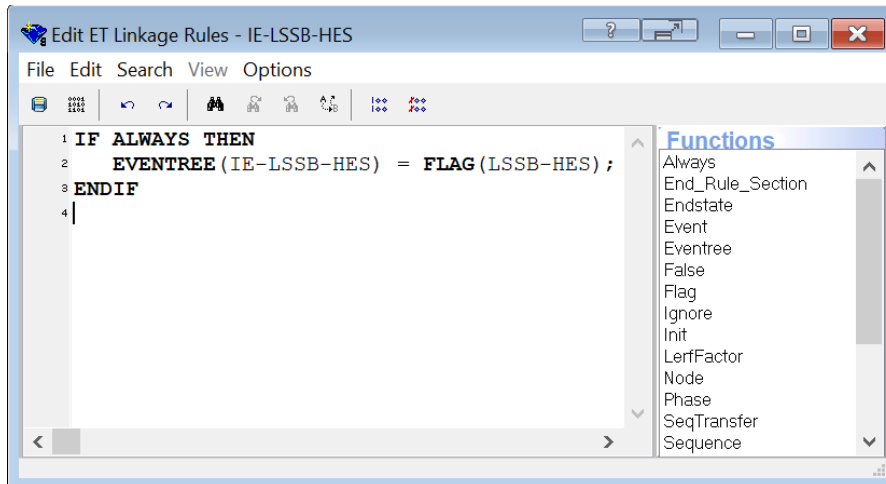 Edit ET Linkage Rules - IE-LSSB-HES
File Edit Search View Options
1 IF ALWAYS THEN
2 EVENTREE(IE-LSSB-HES) = FLAG(LSSB-HES);
3 ENDIF
4
Functions
Always
End_Rule_Section
Endstate
Event
Eventree
False
Flag
Ignore
Init
LerfFactor
Node
Phase
SeqTransfer
Sequence